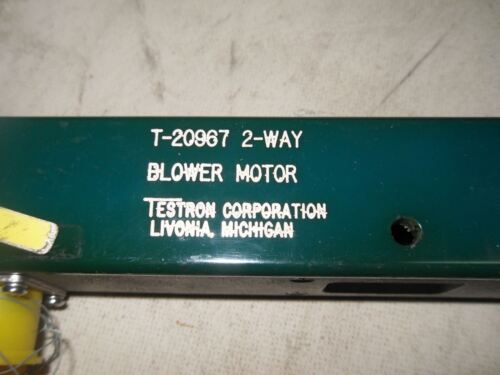 T-20967 2-WAY
BLOWER MOTOR
TESTRON CORPORATION
LIVONIA, MICHIGAN